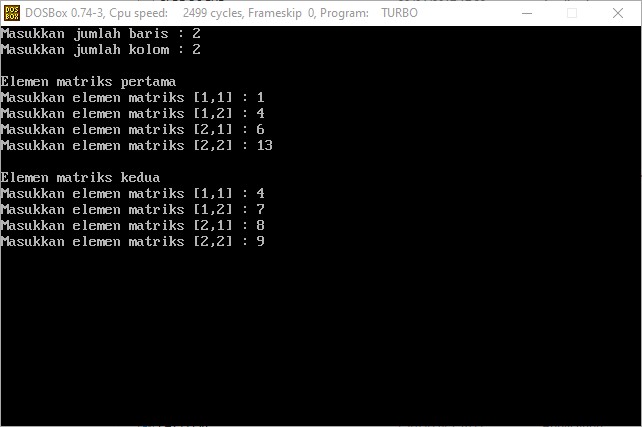 DOS
BOX
DOSBox 0.74-3, Cpu speed: 2499 cycles, Frameskip 0, Program: TURBO
Masukkan jumlah baris : 2
Masukkan jumlah kolom : 2
Elemen matriks pertama
Masukkan elemen matriks [1,1] : 1
Masukkan elemen matriks [1,2] : 4
Masukkan elemen matriks [2,1] : 6
Masukkan elemen matriks [2,2] : 13
Elemen matriks kedua
Masukkan elemen matriks [1,1] : 4
Masukkan elemen matriks [1,2] : 7
Masukkan elemen matriks [2,1] : 8
Masukkan elemen matriks [2,2] : 9